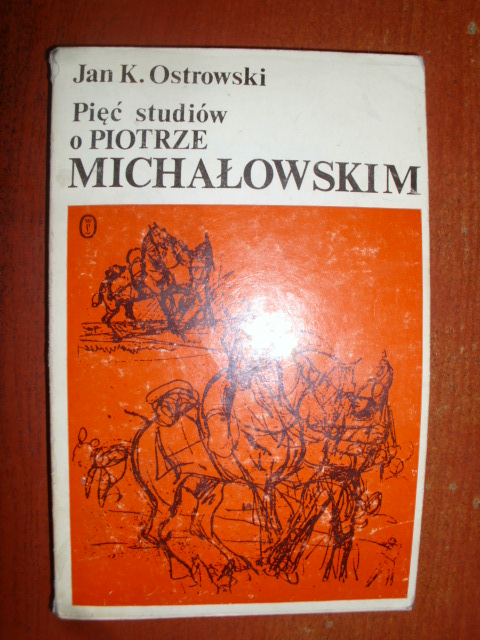 Jan K. Ostrowski
Pięć studiów
o PIOTRZE
MICHAŁOWSKIM